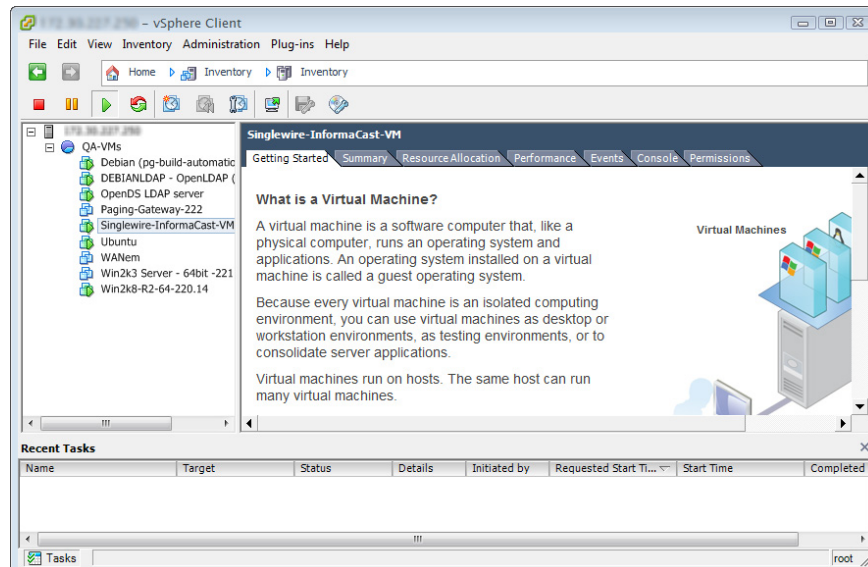 – vSphere Client
File Edit View Inventory Administration Plug-ins Help
Home Inventory Inventory
QA-VMs
Debian (pg-build-automatic
DEBIANLDAP - OpenLDAP (
OpenDS LDAP server
Paging-Gateway-222
Singlewire-InformaCast-VM
Ubuntu
WANem
Win2k3 Server - 64bit -221
Win2k8-R2-64-220.14
Singlewire-InformaCast-VM
Getting Started Summary Resource Allocation Performance Events Console Permissions
What is a Virtual Machine?
A virtual machine is a software computer that, like a
physical computer, runs an operating system and
applications. An operating system installed on a virtual
machine is called a guest operating system.
Because every virtual machine is an isolated computing
environment, you can use virtual machines as desktop or
workstation environments, as testing environments, or to
consolidate server applications.
Virtual machines run on hosts. The same host can run
many virtual machines.
Virtual Machines
Recent Tasks
Name Target Status Details Initiated by Requested Start Ti... Start Time Completed
Tasks root